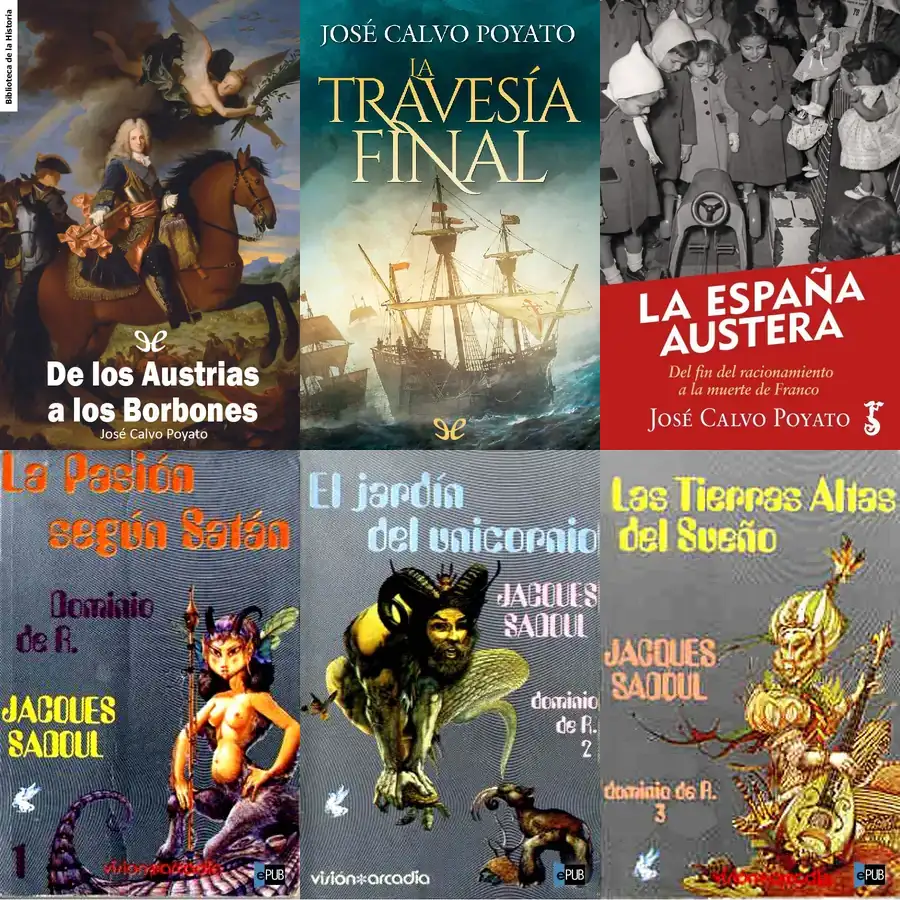 Biblioteca de la Historia
De los Austrias
a los Borbones
José Calvo Poyato
JOSÉ CALVO POYATO
LA
TRAVESÍA
FINAL
LA ESPAÑA
AUSTERA
Del fin del racionamiento
a la muerte de Franco
JOSÉ CALVO POYATO
La Pasión
según Satán
Dominio
de R.
JACQUES
SADOUL
1
visión*arcadia
ePUB
El jardín
del unicornio
JACQUES
SADOUL
dominio
de R.
2
visión*arcadia
ePUB
Las Tierras Altas
del Sueño
JACQUES
SADOUL
dominio de R.
3
visión*arcadia
ePUB